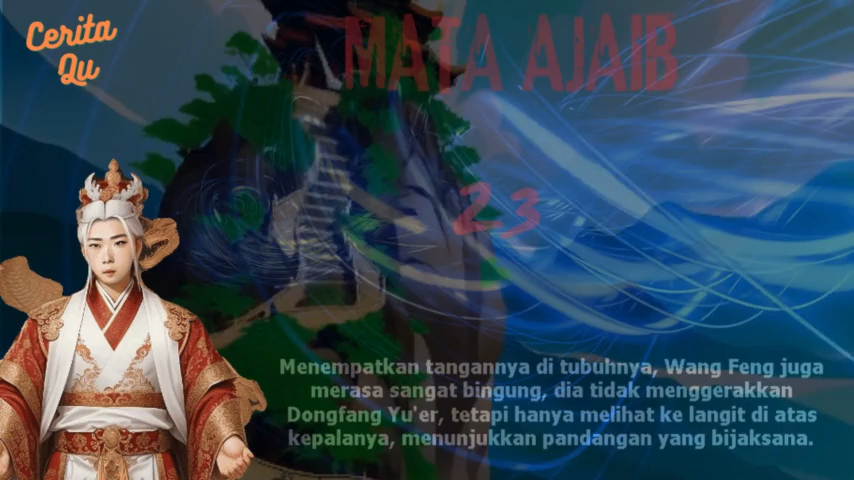 Cerita
Qu
MATA AJAIB
23
Menempatkan tangannya di tubuhnya, Wang Feng juga
merasa sangat bingung, dia tidak menggerakkan
Dongfang Yu'er, tetapi hanya melihat ke langit di atas
kepalanya, menunjukkan pandangan yang bijaksana.